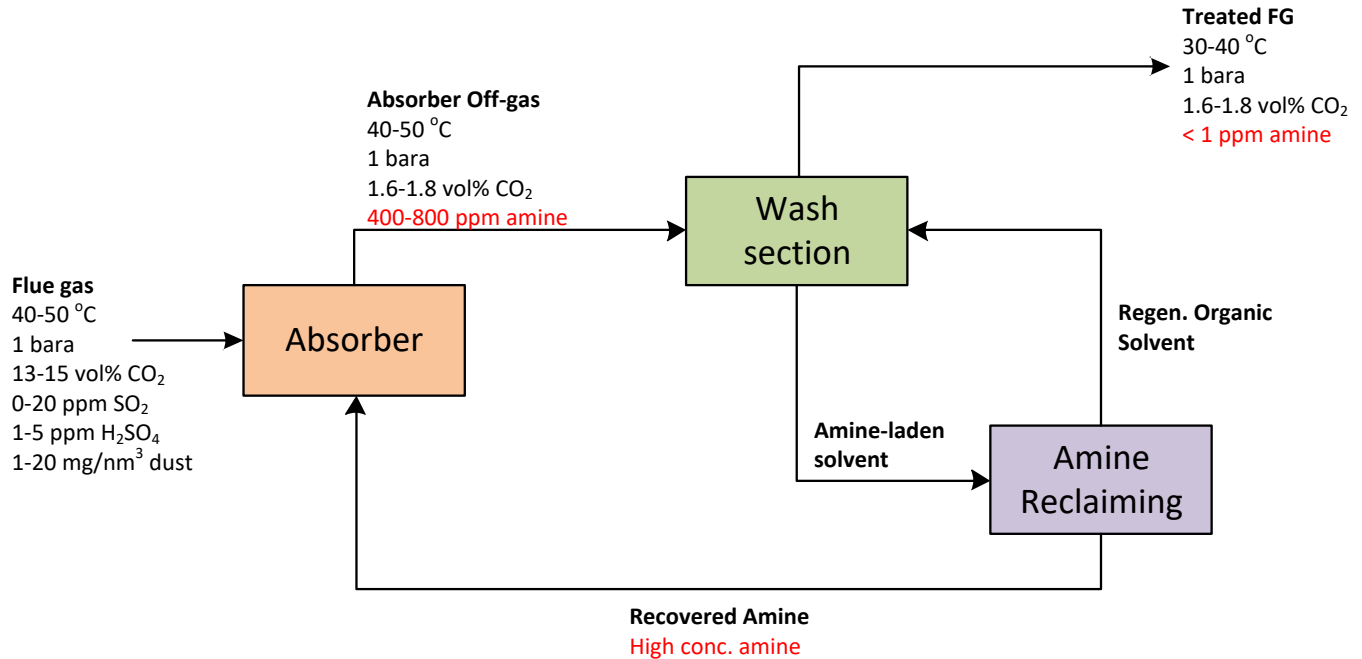 Treated FG
30-40 °C
1 bara
1.6-1.8 vol% CO₂
< 1 ppm amine
Absorber Off-gas
40-50 °C
1 bara
1.6-1.8 vol% CO₂
400-800 ppm amine
Wash
section
Flue gas
40-50 °C
1 bara
13-15 vol% CO₂
0-20 ppm SO₂
1-5 ppm H₂SO₄
1-20 mg/nm³ dust
Absorber
Regen. Organic
Solvent
Amine-laden
solvent
Amine
Reclaiming
Recovered Amine
High conc. amine